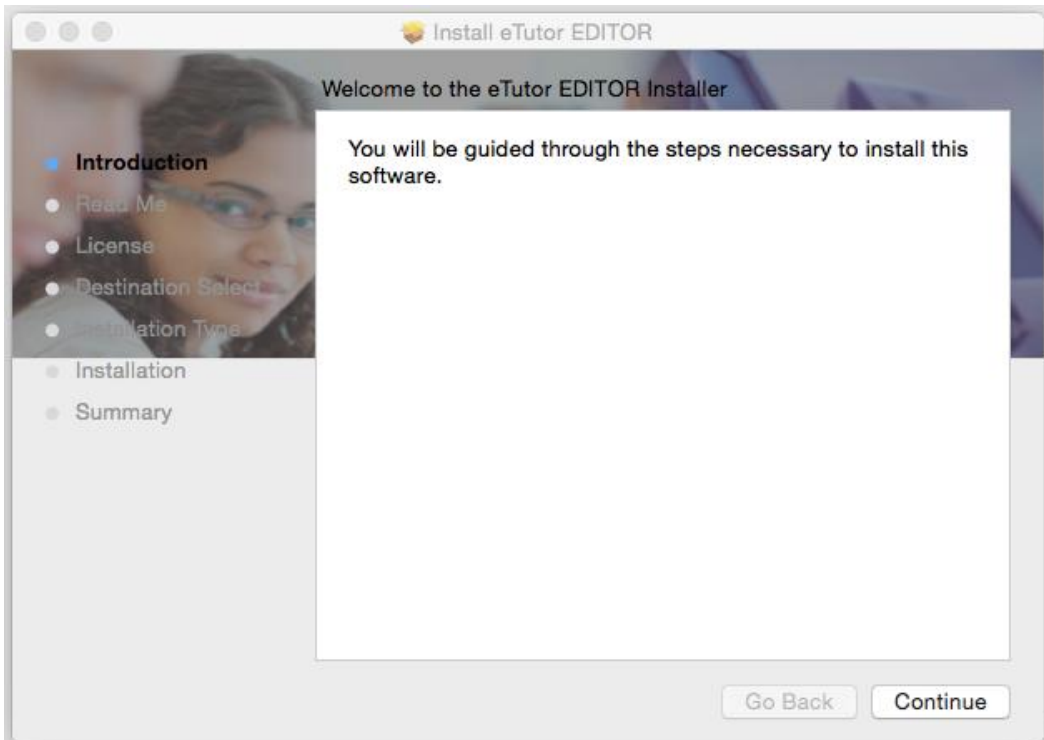 Install eTutor EDITOR
Welcome to the eTutor EDITOR Installer
Introduction
Read Me
License
Destination Select
Installation Type
Installation
Summary
You will be guided through the steps necessary to install this
software.
Go Back
Continue